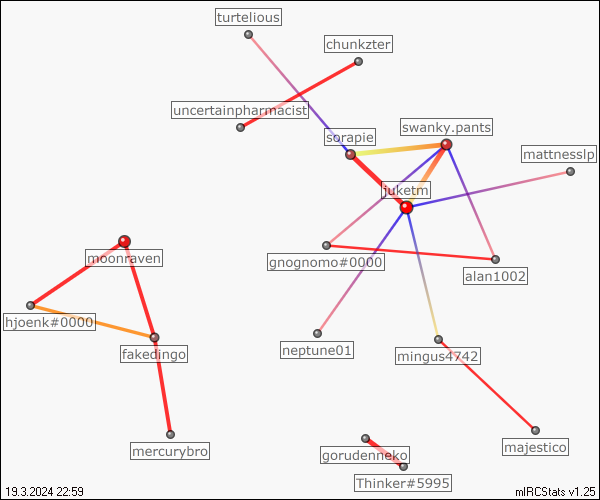 turtelious
chunkzter
uncertainpharmacist
swanky.pants
sorapie
mattnesslp
juketm
moonraven
gnognomo#0000
alan1002
hjoenk#0000
neptune01
fakedingo
mingus4742
mercurybro
majestico
gorudenneko
Thinker#5995
19.3.2024 22:59
mIRCStats v1.25